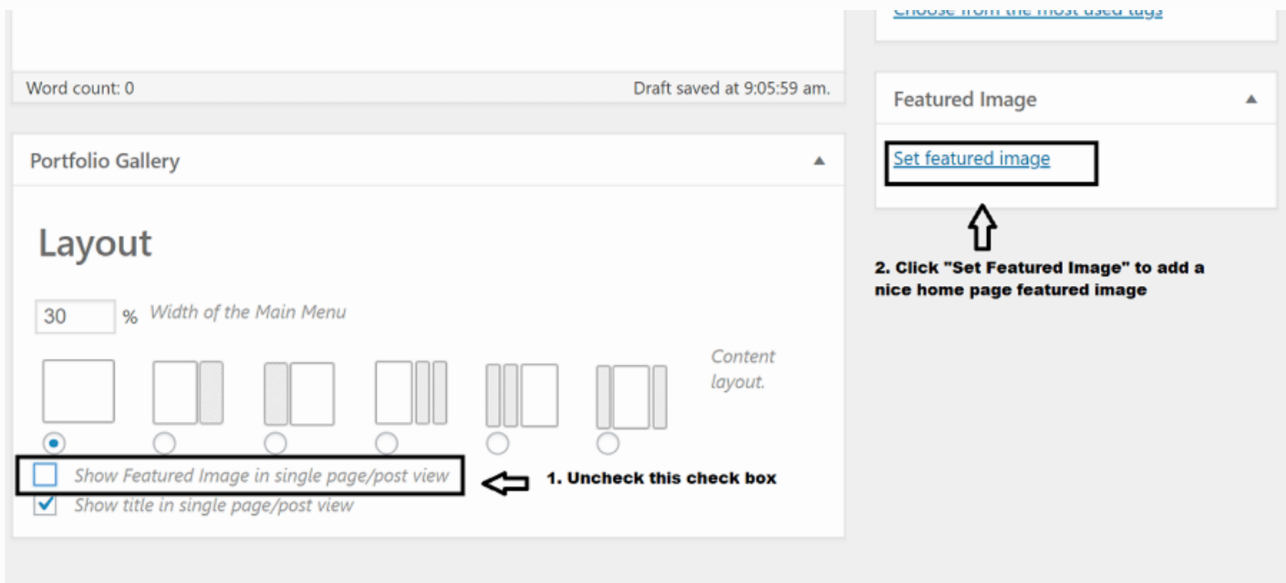 Choose from the most used tags
Word count: 0
Draft saved at 9:05:59 am.
Featured Image
Set featured image
2. Click "Set Featured Image" to add a
nice home page featured image
Portfolio Gallery
Layout
30 % Width of the Main Menu
Content
layout.
Show Featured Image in single page/post view
1. Uncheck this check box
Show title in single page/post view